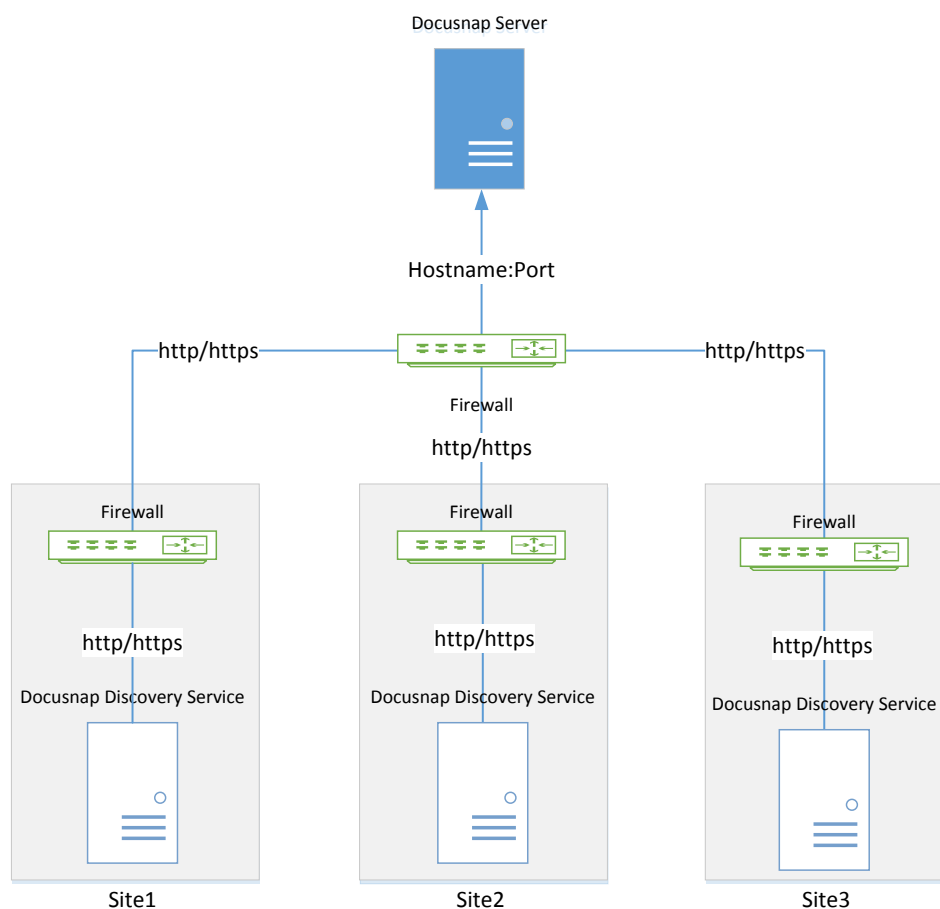 Docusnap Server
Hostname:Port
http/https
http/https
Firewall
http/https
Firewall
Firewall
Firewall
http/https
http/https
http/https
Docusnap Discovery Service
Docusnap Discovery Service
Docusnap Discovery Service
Site1
Site2
Site3